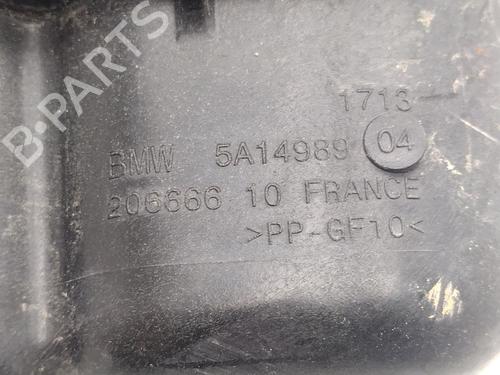 B-PARTS
1713
BMW 5A14989 04
206666 10 FRANCE
>PP-GF10<